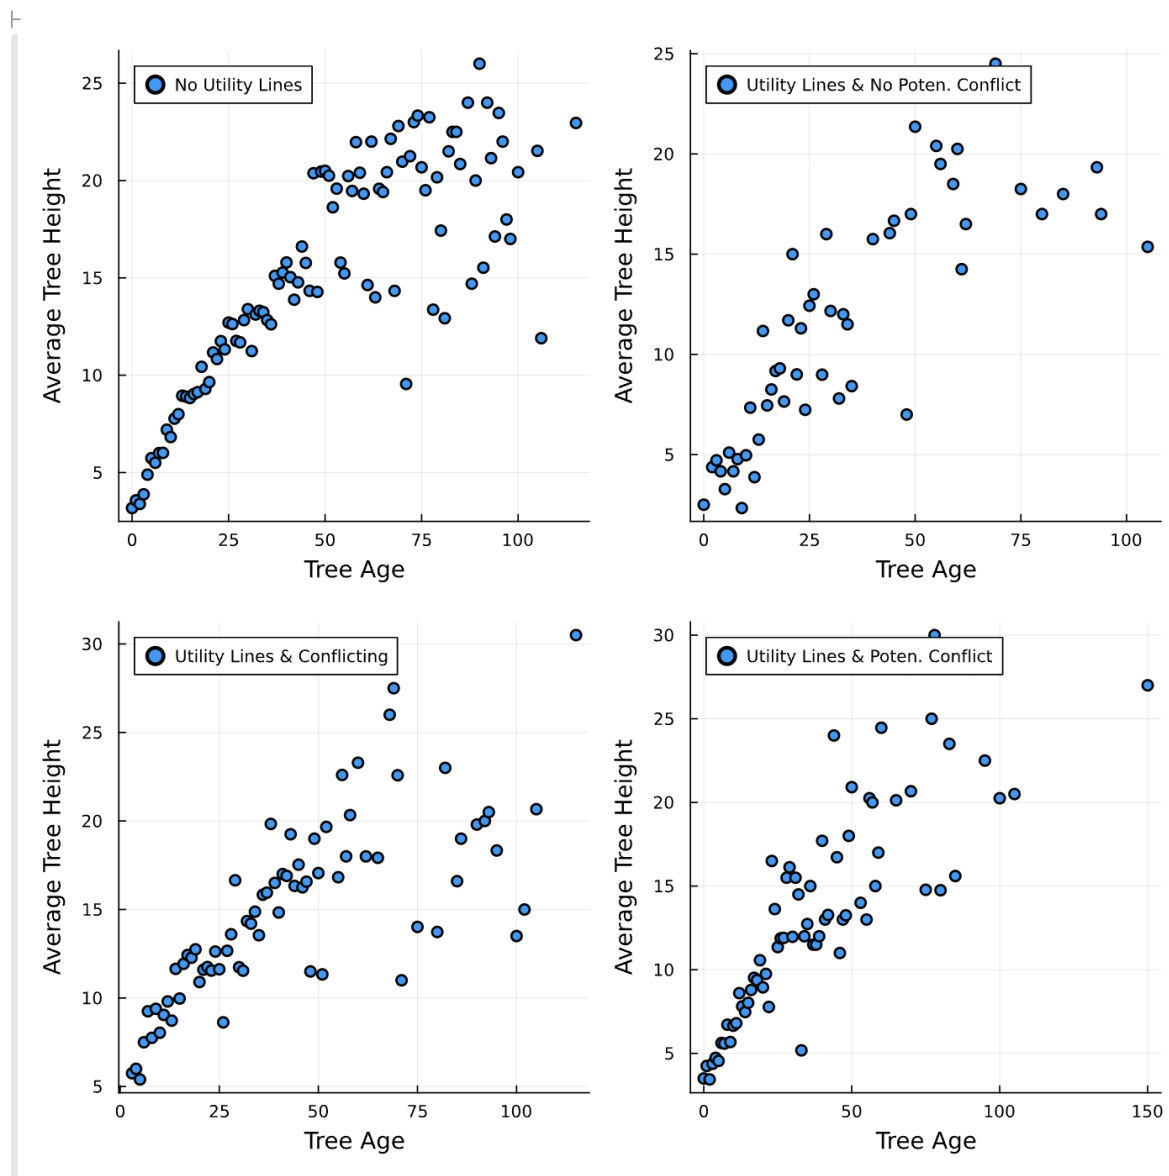 25
20
15
10
5
Average Tree Height
No Utility Lines
0 25 50 75 100
Tree Age
25
20
15
10
5
Average Tree Height
Utility Lines & No Poten. Conflict
0 25 50 75 100
Tree Age
30
25
20
15
10
5
Average Tree Height
Utility Lines & Conflicting
0 25 50 75 100
Tree Age
30
25
20
15
10
5
Average Tree Height
Utility Lines & Poten. Conflict
0 50 100 150
Tree Age